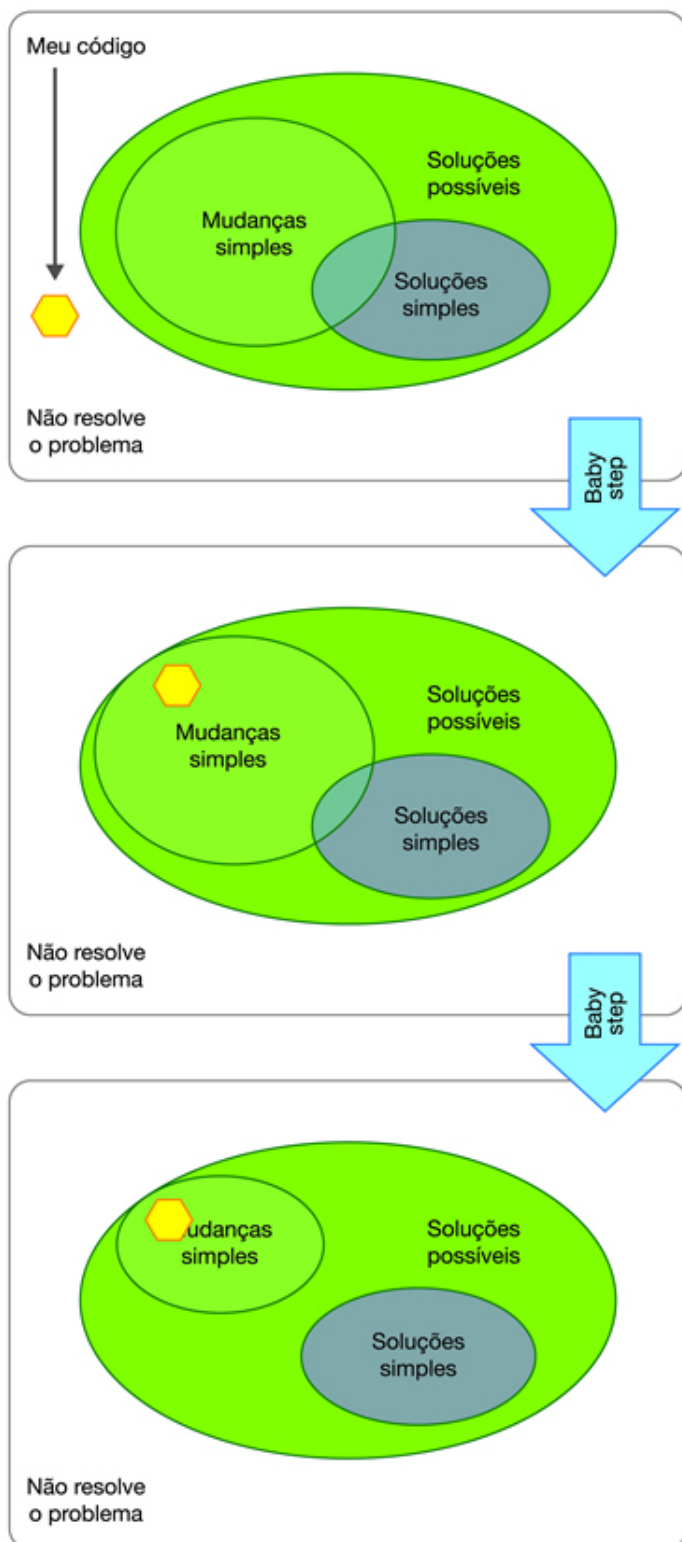 Meu código
Soluções
possíveis
Mudanças
simples
Soluções
simples
Não resolve
o problema
Baby
step
Soluções
possíveis
Mudanças
simples
Soluções
simples
Não resolve
o problema
Baby
step
Soluções
possíveis
Mudanças
simples
Soluções
simples
Não resolve
o problema